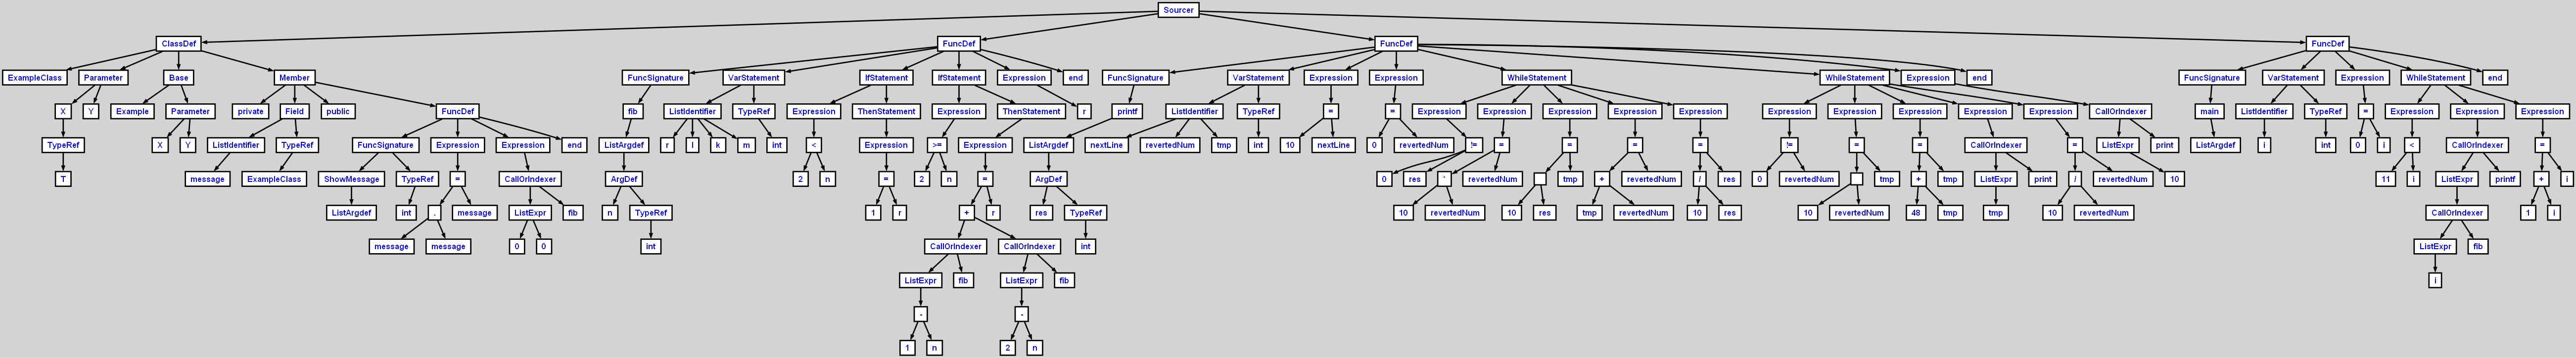 Sourcer
ClassDef FuncDef FuncDef FuncDef
ExampleClass Parameter Base Member FuncSignature VarStatement IfStatement IfStatement Expression end FuncSignature VarStatement Expression Expression WhileStatement WhileStatement Expression end FuncSignature VarStatement Expression WhileStatement end
X Y Example Parameter private Field public FuncDef fib ListIdentifier TypeRef Expression ThenStatement Expression ThenStatement r printf ListIdentifier TypeRef = = Expression Expression Expression Expression Expression Expression Expression Expression Expression Expression CallOrIndexer main ListIdentifier TypeRef = Expression Expression Expression
TypeRef X Y ListIdentifier TypeRef FuncSignature Expression Expression end ListArgdef r l k m int < Expression >= Expression ListArgdef nextLine revertedNum tmp int 10 nextLine 0 revertedNum != = = = = != = = CallOrIndexer = ListExpr print ListArgdef i int 0 i < CallOrIndexer =
T message ExampleClass ShowMessage TypeRef = CallOrIndexer ArgDef 2 n = 2 n = ArgDef 0 res * revertedNum tmp + revertedNum / res 0 revertedNum tmp + tmp ListExpr print / revertedNum 10 11 i ListExpr printf + i
ListArgdef int . message ListExpr fib n TypeRef 1 r + r res TypeRef 10 revertedNum 10 res tmp revertedNum 10 res 10 revertedNum 48 tmp tmp 10 revertedNum CallOrIndexer 1 i
message message 0 0 int CallOrIndexer CallOrIndexer int ListExpr fib
ListExpr fib ListExpr fib i
- -
1 n 2 n